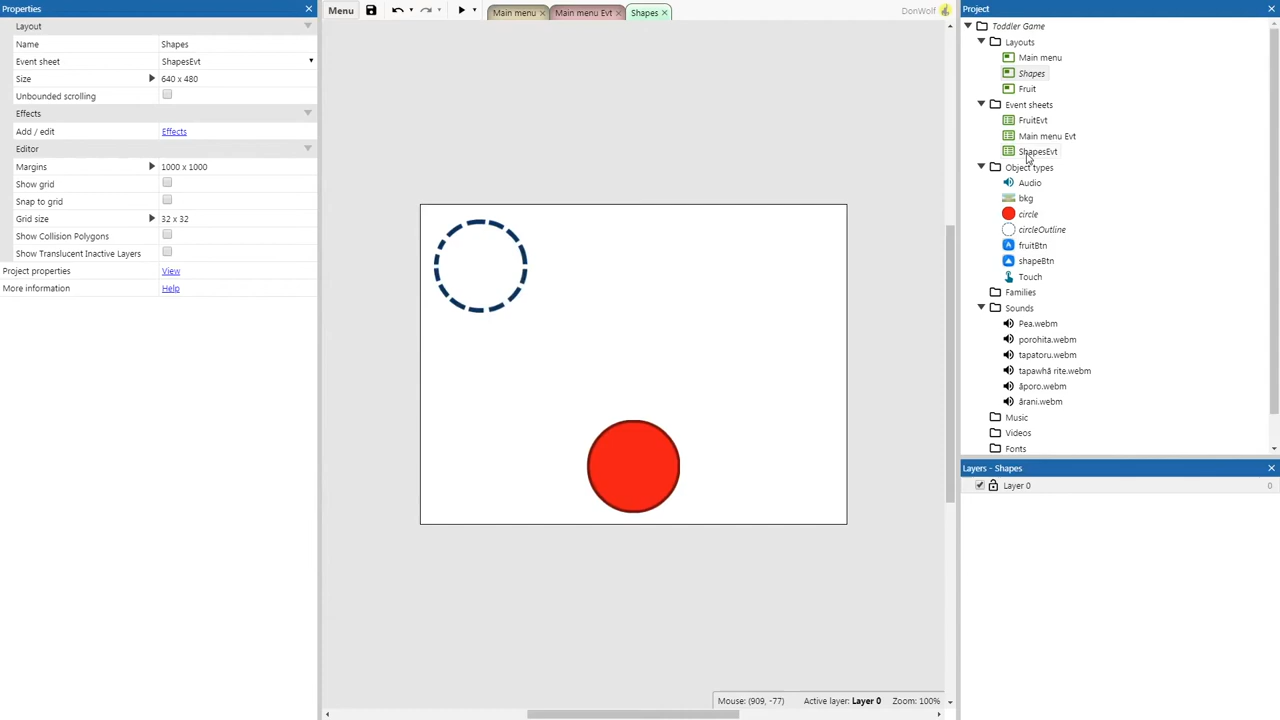 Properties
Layout
Name Shapes
Event sheet ShapesEvt
Size 640 x 480
Unbounded scrolling
Effects
Add / edit Effects
Editor
Margins 1000 x 1000
Show grid
Snap to grid
Grid size 32 x 32
Show Collision Polygons
Show Translucent Inactive Layers
Project properties View
More information Help
Menu
Main menu
Main menu Evt
Shapes
DonWolf
Mouse: (909, -77) Active layer: Layer 0 Zoom: 100%
Project
Toddler Game
Layouts
Main menu
Shapes
Fruit
Event sheets
FruitEvt
Main menu Evt
ShapesEvt
Object types
Audio
bkg
circle
circleOutline
fruitBtn
shapeBtn
Touch
Families
Sounds
Pea.webm
porohita.webm
tapatoru.webm
tapawhā rite.webm
āporo.webm
ārani.webm
Music
Videos
Fonts
Layers - Shapes
Layer 0 0